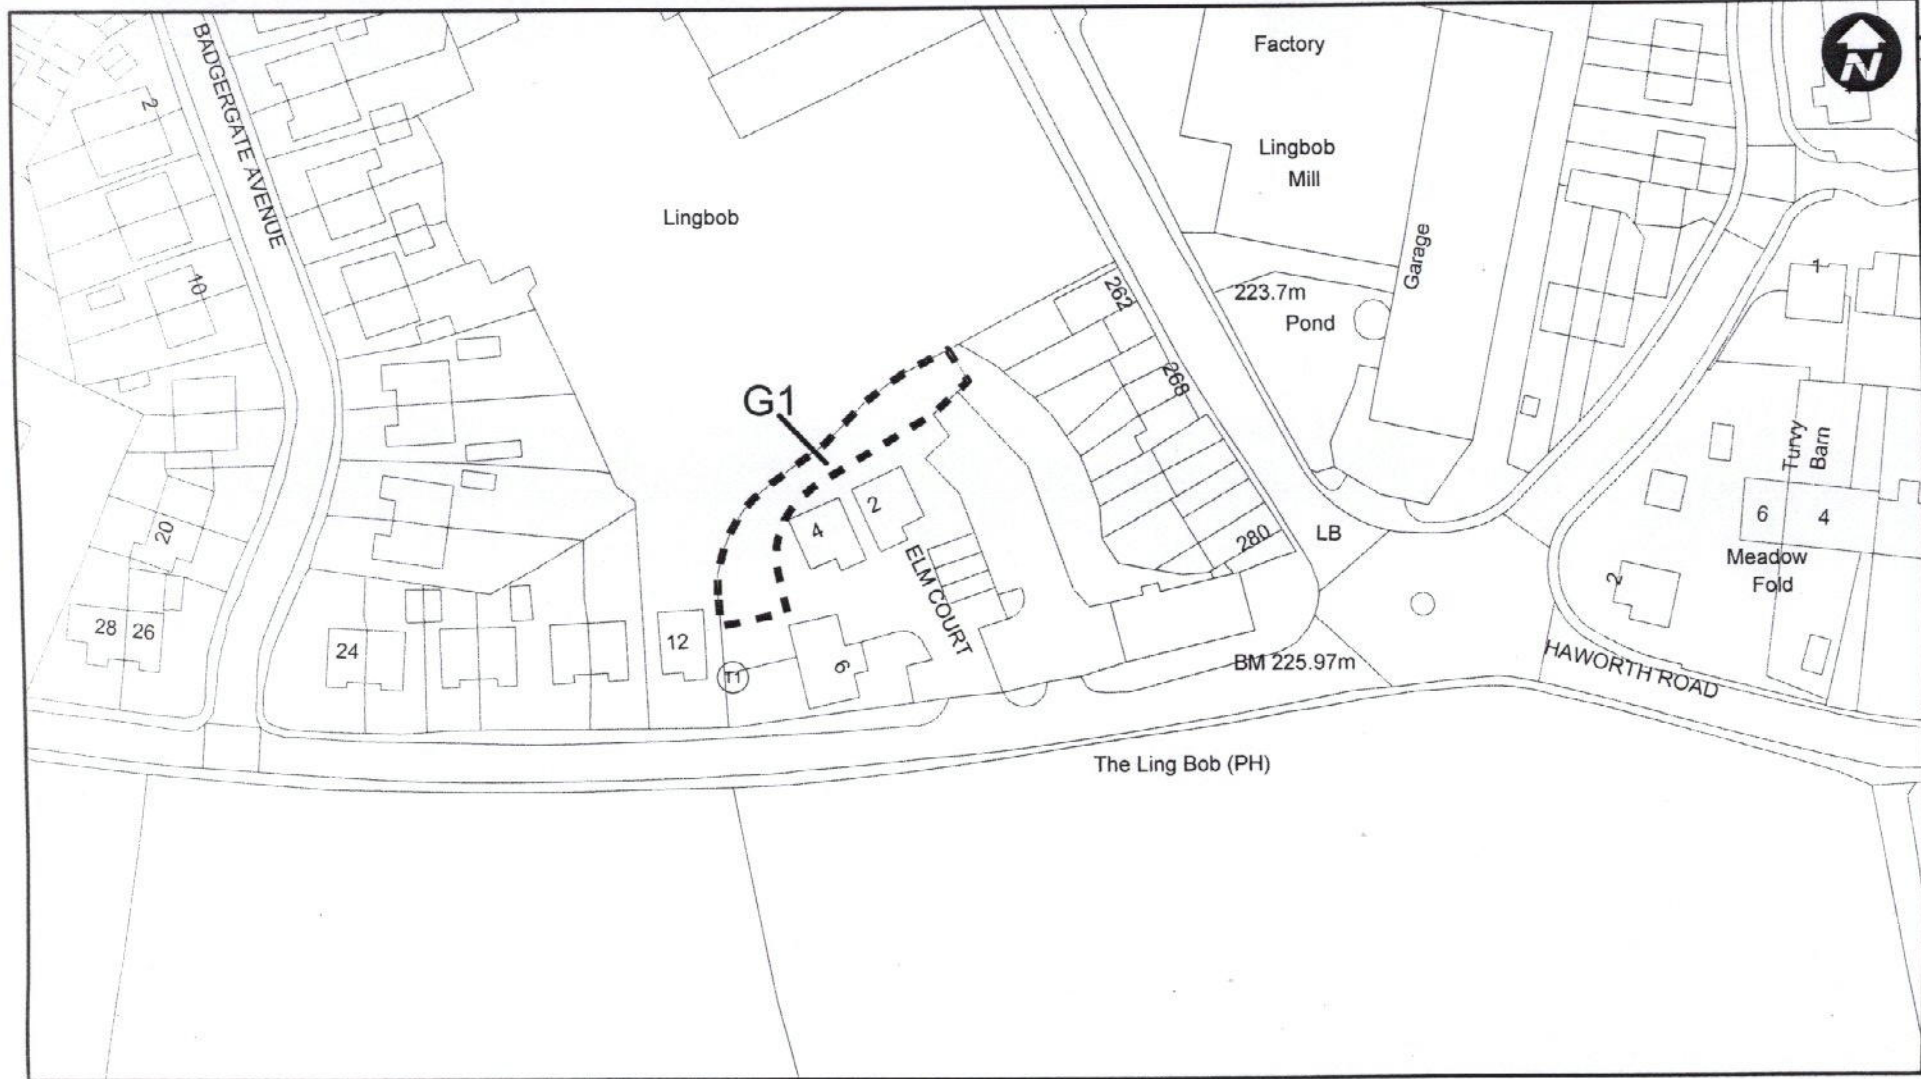 Factory
N
BADGERGATE AVENUE
2
Lingbob
Mill
Lingbob
Garage
10
262
223.7m
Pond
1
268
G1
Turvy
Barn
2
4
20
280
LB
6
4
ELM COURT
Meadow
Fold
2
28
26
24
12
6
T1
BM 225.97m
HAWORTH ROAD
The Ling Bob (PH)